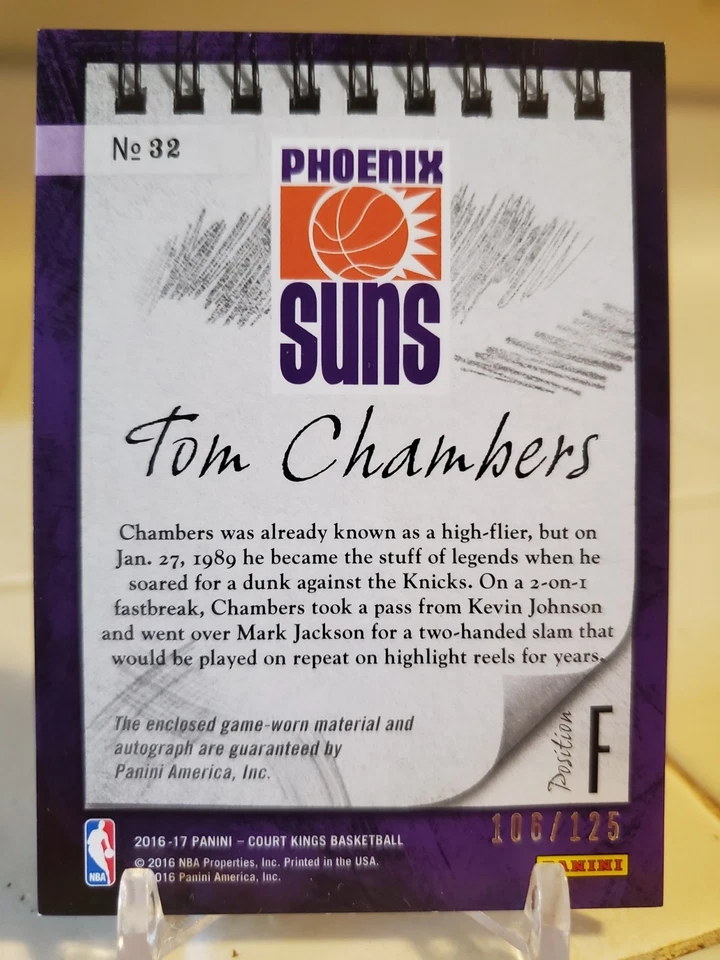 Nº 32
PHOENIX
SUNS
Tom Chambers
Chambers was already known as a high-flier, but on
Jan. 27, 1989 he became the stuff of legends when he
soared for a dunk against the Knicks. On a 2-on-1
fastbreak, Chambers took a pass from Kevin Johnson
and went over Mark Jackson for a two-handed slam that
would be played on repeat on highlight reels for years.
The enclosed game-worn material and
autograph are guaranteed by
Panini America, Inc.
Position F
106/125
2016-17 PANINI – COURT KINGS BASKETBALL
© 2016 NBA Properties, Inc. Printed in the USA.
016 Panini America, Inc.
NBA
PANINI